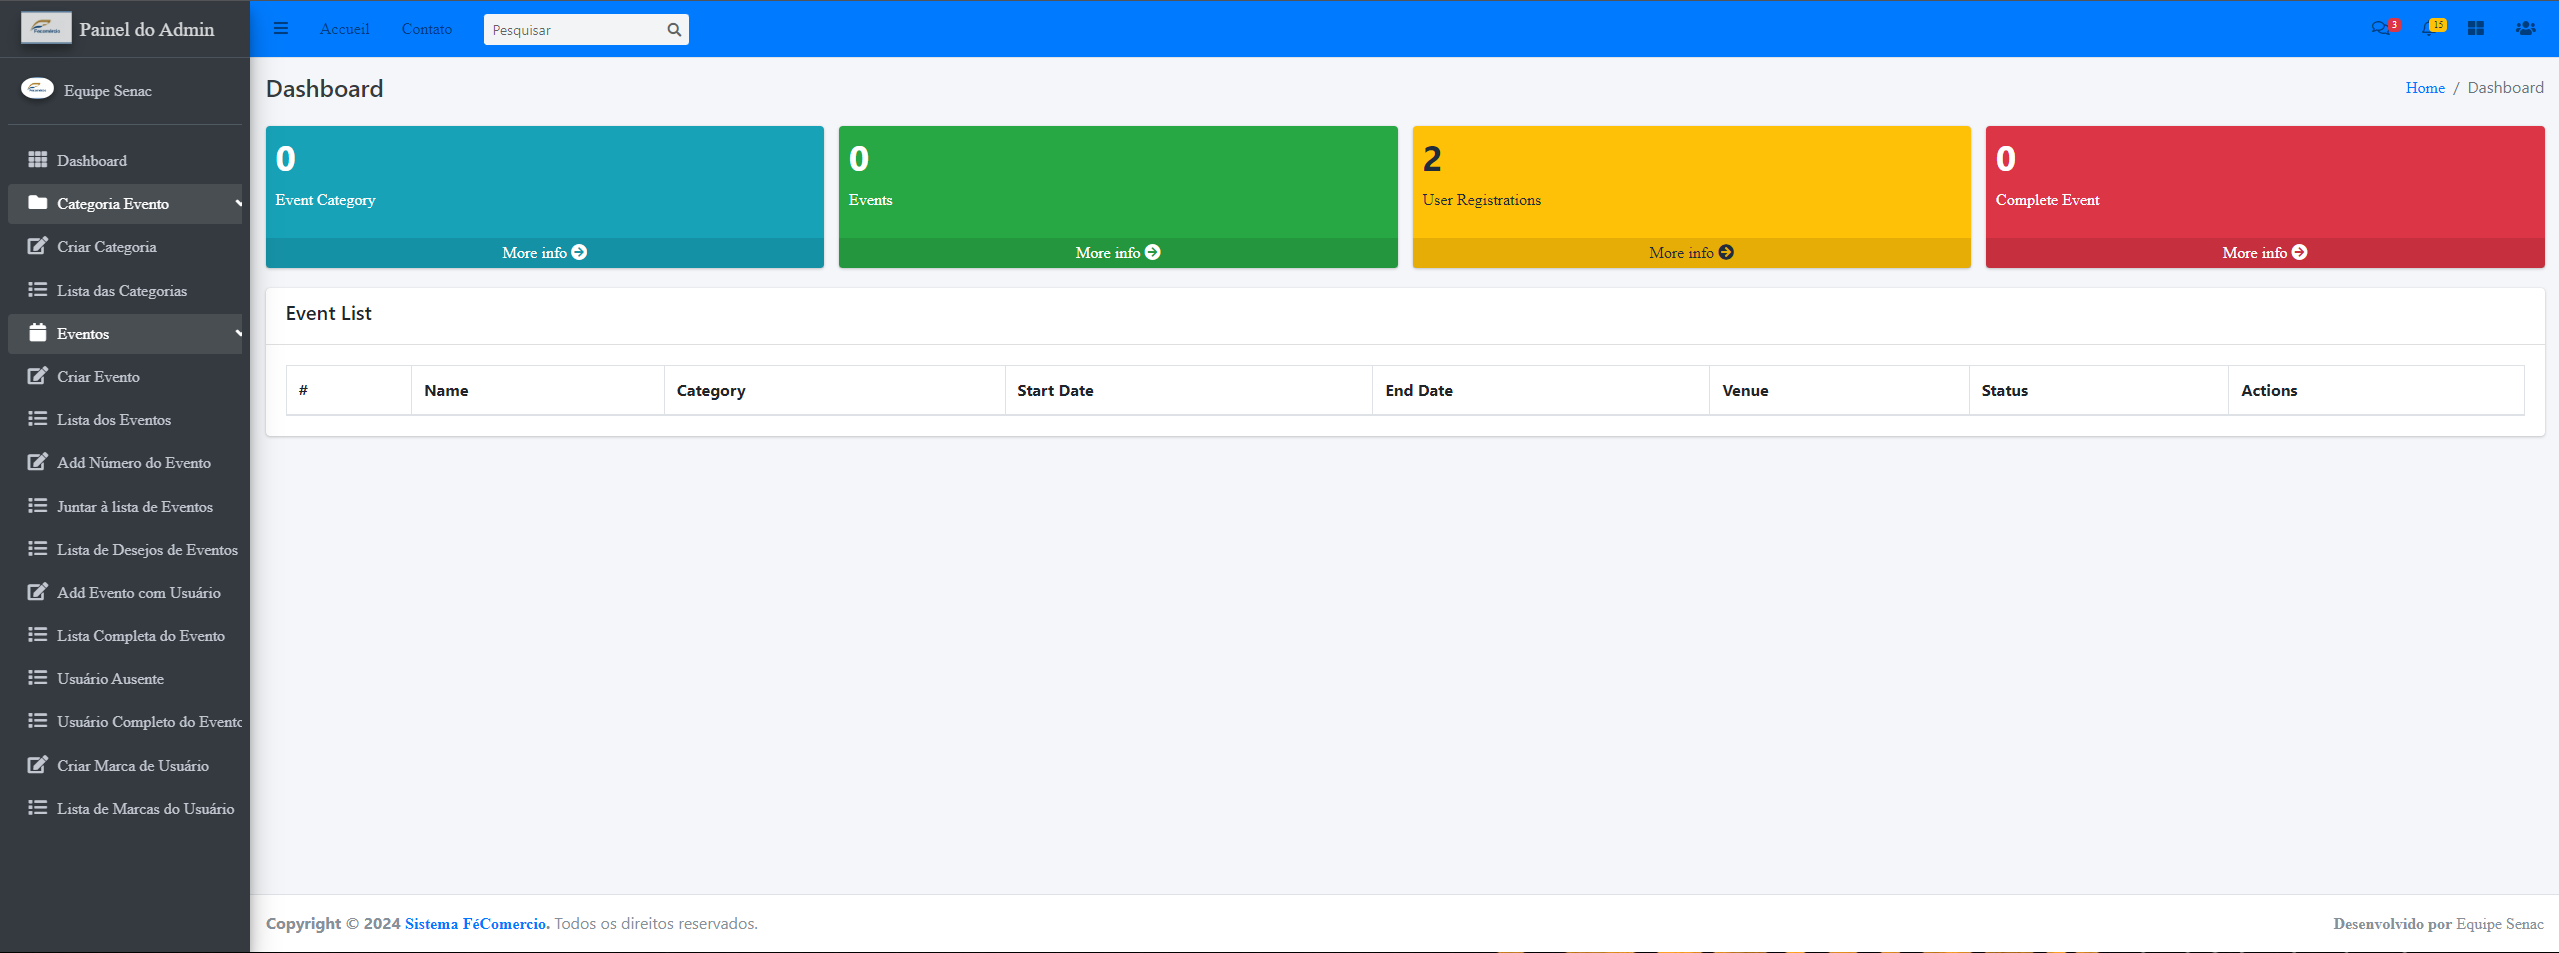 Painel do Admin
Equipe Senac
Dashboard
Categoria Evento
Criar Categoria
Lista das Categorias
Eventos
Criar Evento
Lista dos Eventos
Add Número do Evento
Juntar à lista de Eventos
Lista de Desejos de Eventos
Add Evento com Usuário
Lista Completa do Evento
Usuário Ausente
Usuário Completo do Evento
Criar Marca de Usuário
Lista de Marcas do Usuário
Accueil Contato Pesquisar 3 15
Dashboard Home / Dashboard
0 0 2 0
Event Category Events User Registrations Complete Event
More info More info More info More info
Event List
# Name Category Start Date End Date Venue Status Actions
Copyright © 2024 Sistema FéComercio. Todos os direitos reservados. Desenvolvido por Equipe Senac